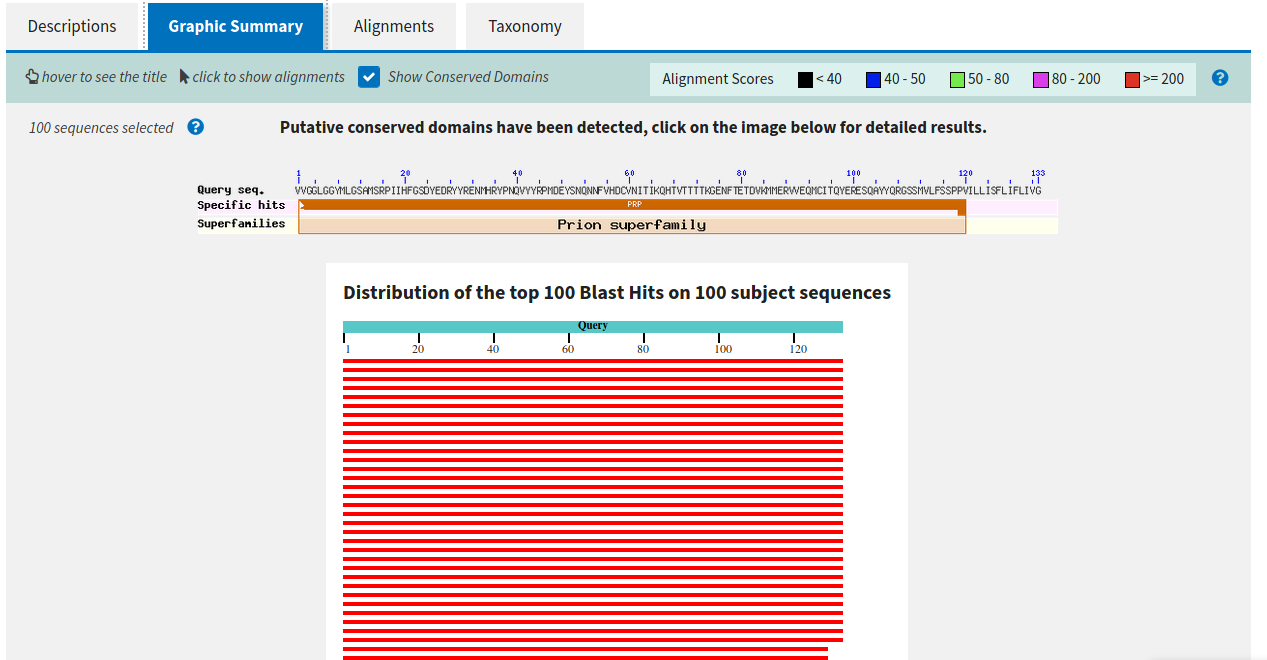 Descriptions Graphic Summary Alignments Taxonomy
hover to see the title click to show alignments Show Conserved Domains Alignment Scores < 40 40 - 50 50 - 80 80 - 200 >= 200 ?
100 sequences selected ? Putative conserved domains have been detected, click on the image below for detailed results.
1 20 40 60 80 100 120 133
Query seq. VVGGLGGYMLGSAMSRPIIHFGSDYEDRYYRENMHRYPNQVYYRPMDEYSNQNNFVHDCVNITIKQHTVTTTTKGENFTETDVKMMERVVEQMCITQYERESQAYYQRGSSMVLFSSPPVILLISFLIFLIVG
Specific hits PRP
Superfamilies Prion superfamily
Distribution of the top 100 Blast Hits on 100 subject sequences
Query
1 20 40 60 80 100 120